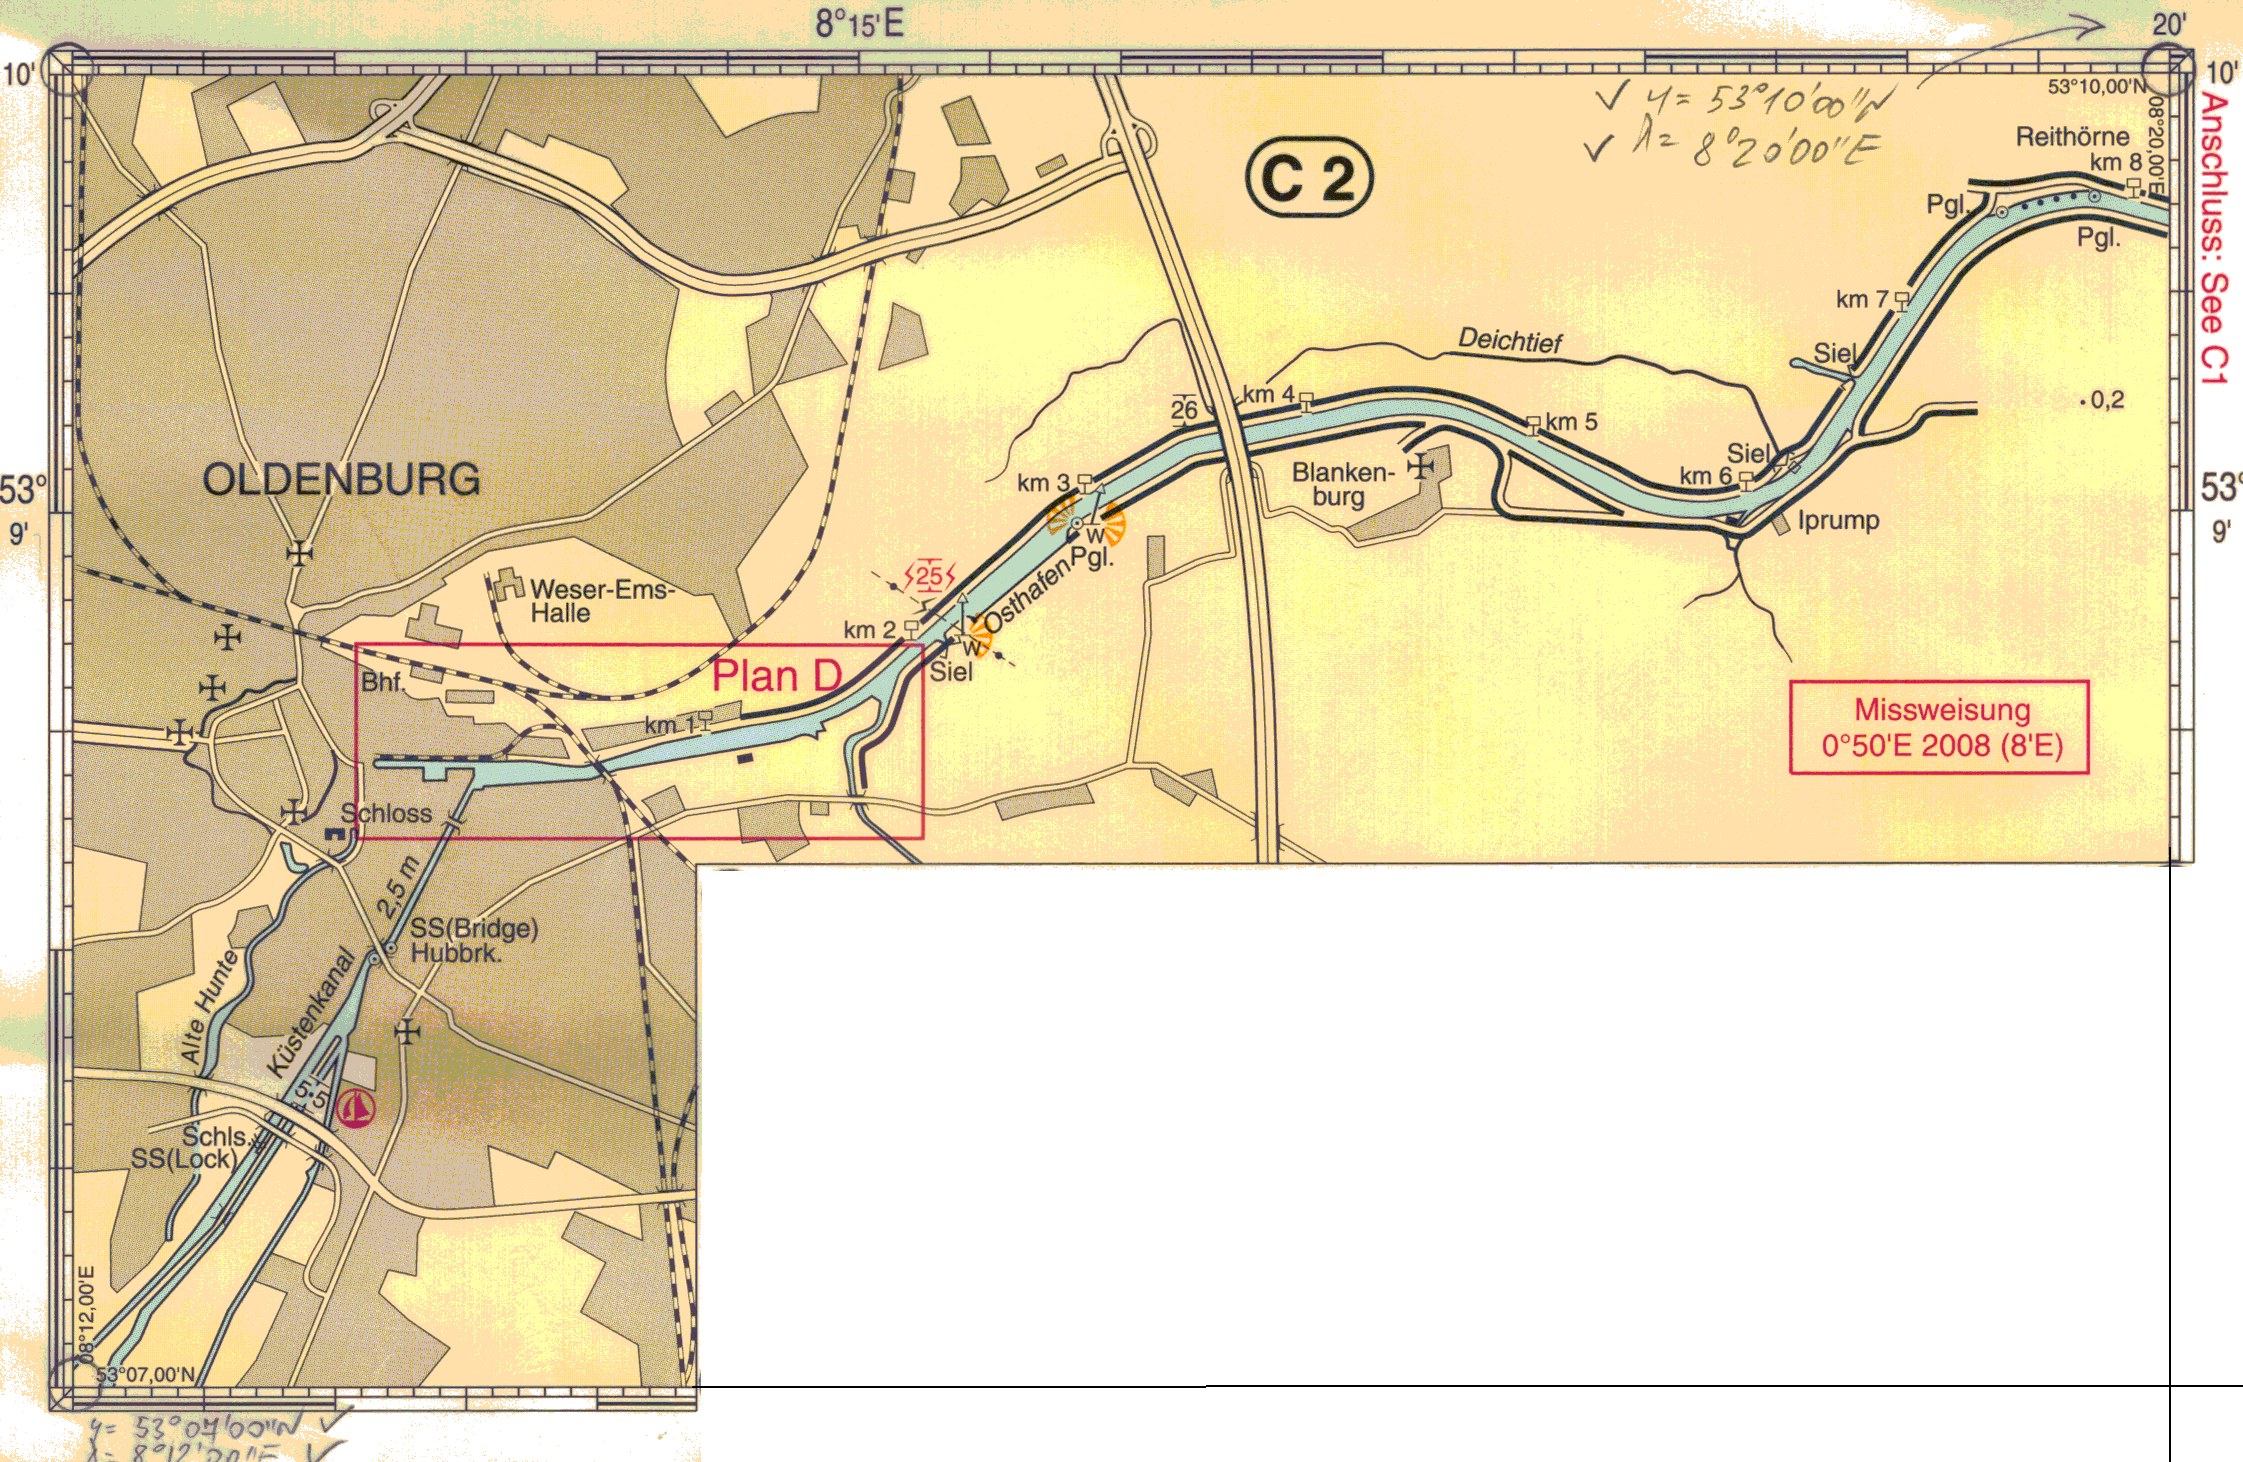 8°15'E
20'
10'
10'
53°10,00'N
08°20,00'E
Anschluss: See C1
C 2
✓ φ= 53°10'00"N
✓ λ= 8°20'00"E
Reithörne
km 8
Pgl.
Pgl.
km 7
Siel
Deichtief
km 4
26
km 5
0,2
OLDENBURG
53°
9'
53°
9'
km 3
Blanken-
burg
Siel
km 6
Iprump
W
Pgl.
25
Osthafen
Weser-Ems-
Halle
km 2
W
Siel
Plan D
Bhf.
km 1
Missweisung
0°50'E 2008 (8'E)
Schloss
2,5 m
SS(Bridge)
Hubbrk.
Alte Hunte
Küstenkanal
5,5
Schls.
SS(Lock)
08°12,00'E
53°07,00'N
φ= 53°07'00"N ✓
λ= 8°12'00"E ✓